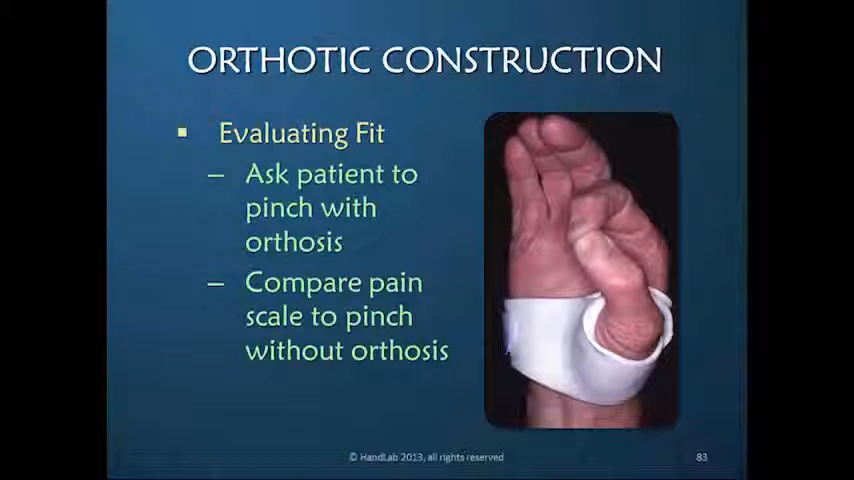 ORTHOTIC CONSTRUCTION
▪ Evaluating Fit
– Ask patient to
pinch with
orthosis
– Compare pain
scale to pinch
without orthosis
© HandLab 2013, all rights reserved
83